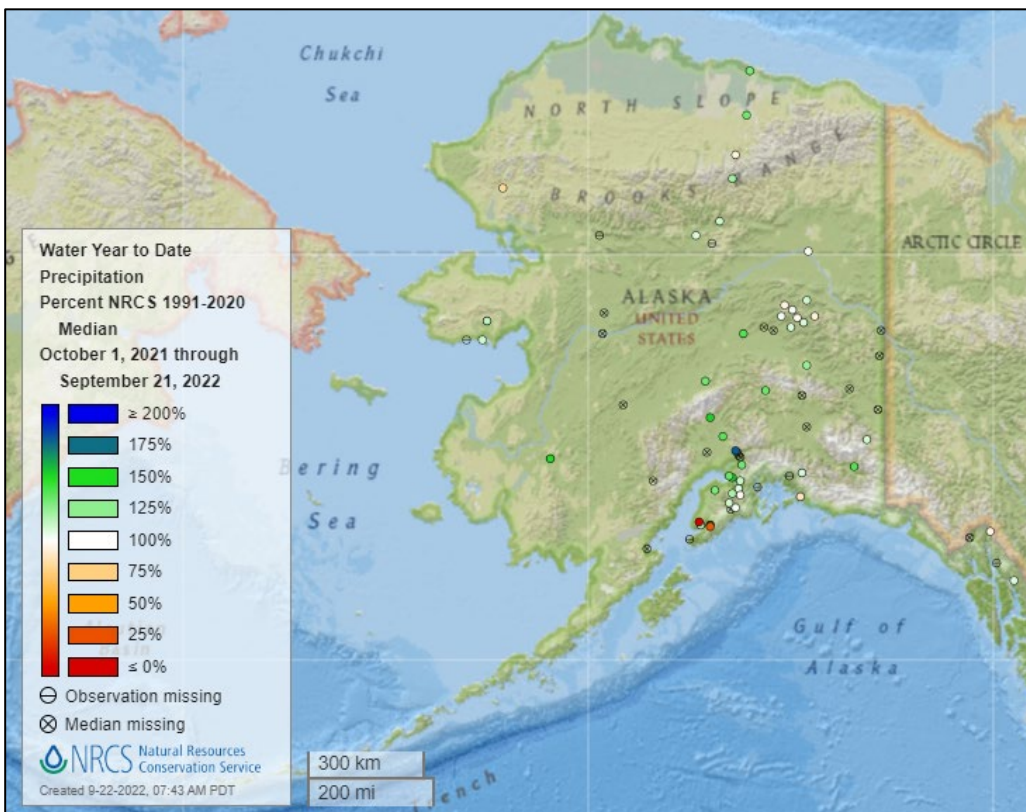 Chukchi
Sea
NORTH SLOPE
BROOKS RANGE
ARCTIC CIRCLE
ALASKA
UNITED
STATES
Bering
Sea
Gulf of
Alaska
Water Year to Date
Precipitation
Percent NRCS 1991-2020
Median
October 1, 2021 through
September 21, 2022
≥ 200%
175%
150%
125%
100%
75%
50%
25%
≤ 0%
Observation missing
Median missing
NRCS Natural Resources
Conservation Service
Created 9-22-2022, 07:43 AM PDT
300 km
200 mi